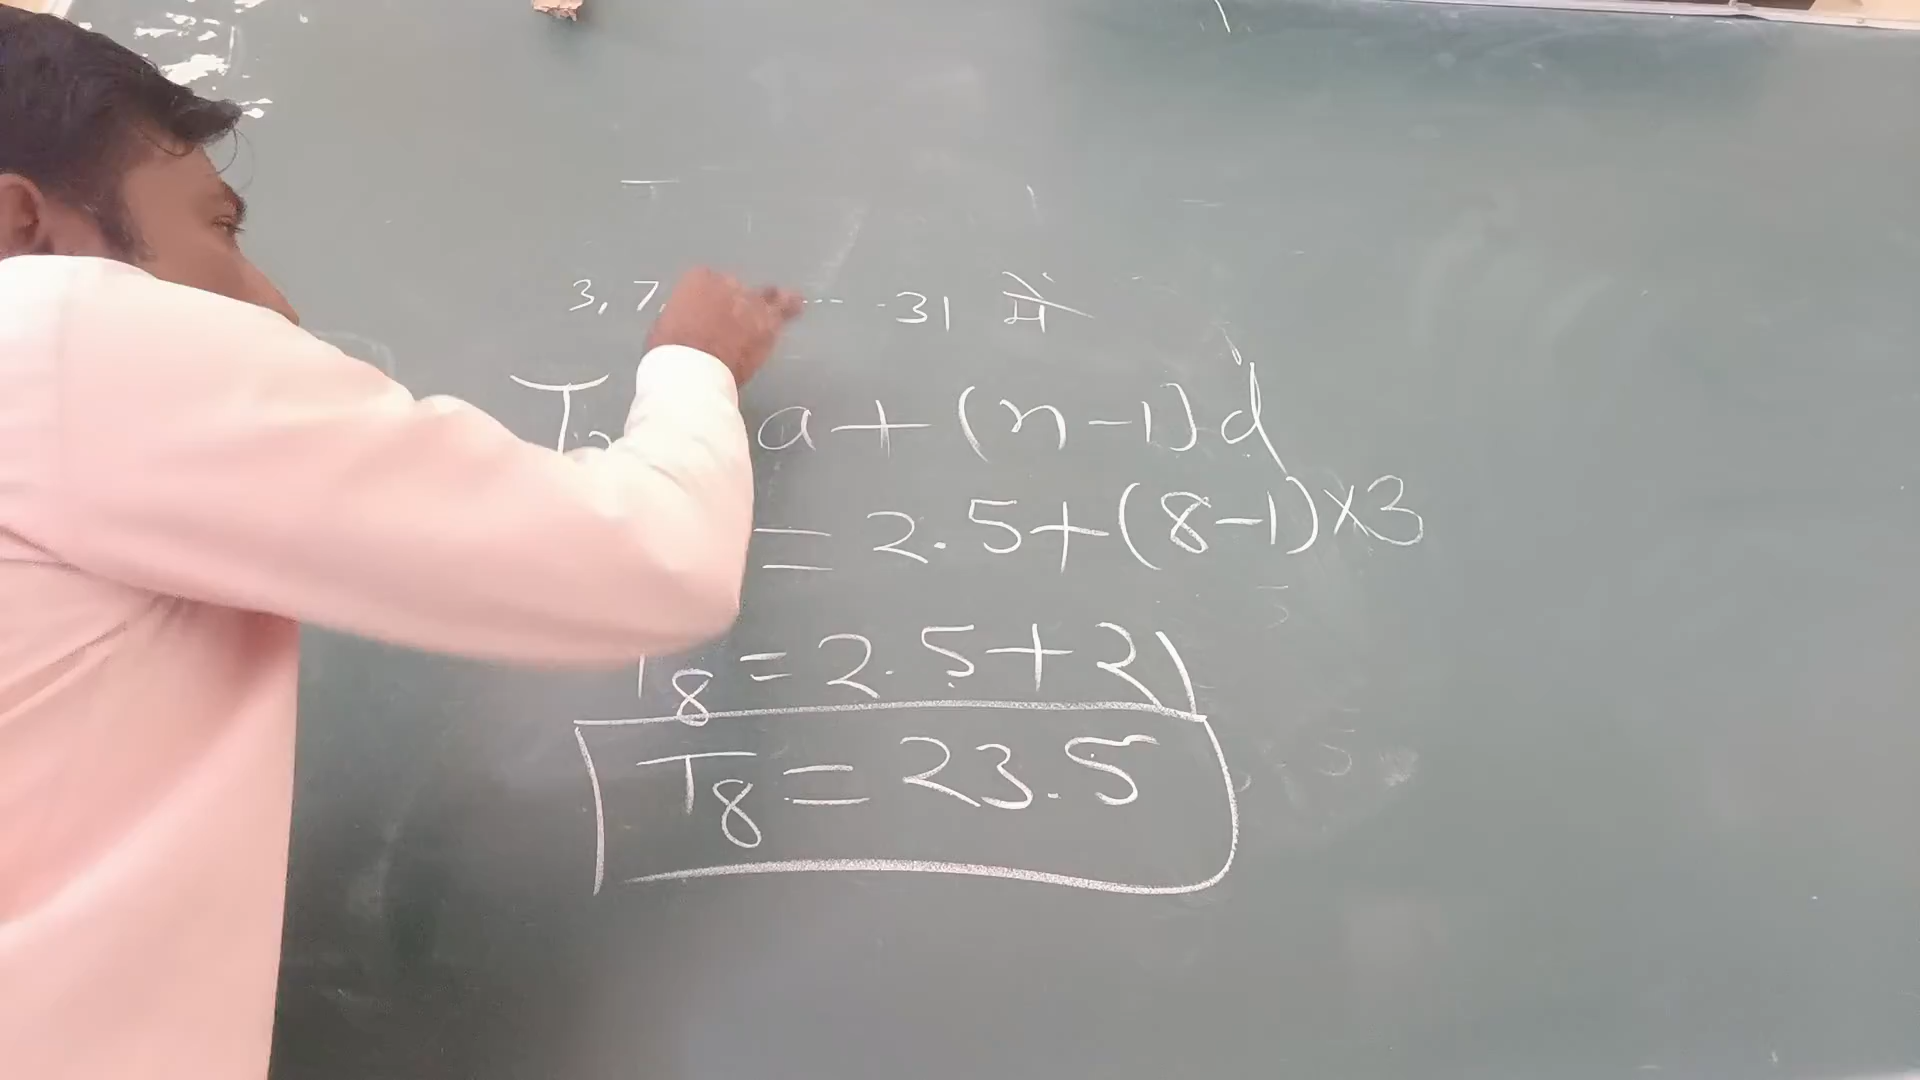 3, 7, ... 31 में
T = a + (n-1)d
= 2.5 + (8-1)×3
T8 = 2.5 + 21
T8 = 23.5